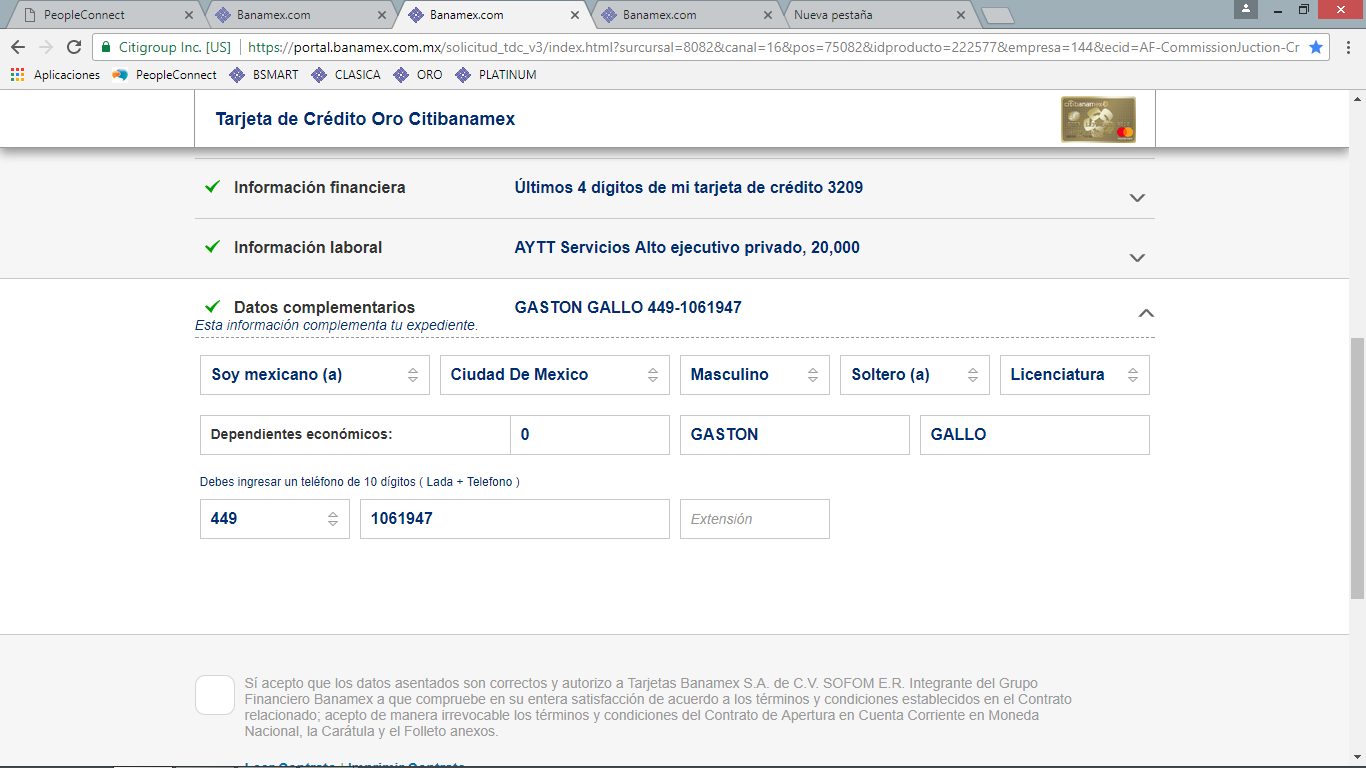 PeopleConnect
Banamex.com
Banamex.com
Banamex.com
Nueva pestaña
Citigroup Inc. [US]
https://portal.banamex.com.mx/solicitud_tdc_v3/index.html?surcursal=8082&canal=16&pos=75082&idproducto=222577&empresa=144&ecid=AF-CommissionJuction-Cr
Aplicaciones
PeopleConnect
BSMART
CLASICA
ORO
PLATINUM
Tarjeta de Crédito Oro Citibanamex
citibanamex
Información financiera
Últimos 4 dígitos de mi tarjeta de crédito 3209
Información laboral
AYTT Servicios Alto ejecutivo privado, 20,000
Datos complementarios
GASTON GALLO 449-1061947
Esta información complementa tu expediente.
Soy mexicano (a)
Ciudad De Mexico
Masculino
Soltero (a)
Licenciatura
Dependientes económicos:
0
GASTON
GALLO
Debes ingresar un teléfono de 10 dígitos ( Lada + Telefono )
449
1061947
Extensión
Sí acepto que los datos asentados son correctos y autorizo a Tarjetas Banamex S.A. de C.V. SOFOM E.R. Integrante del Grupo
Financiero Banamex a que compruebe en su entera satisfacción de acuerdo a los términos y condiciones establecidos en el Contrato
relacionado; acepto de manera irrevocable los términos y condiciones del Contrato de Apertura en Cuenta Corriente en Moneda
Nacional, la Carátula y el Folleto anexos.
Leer Contrato | Imprimir Contrato